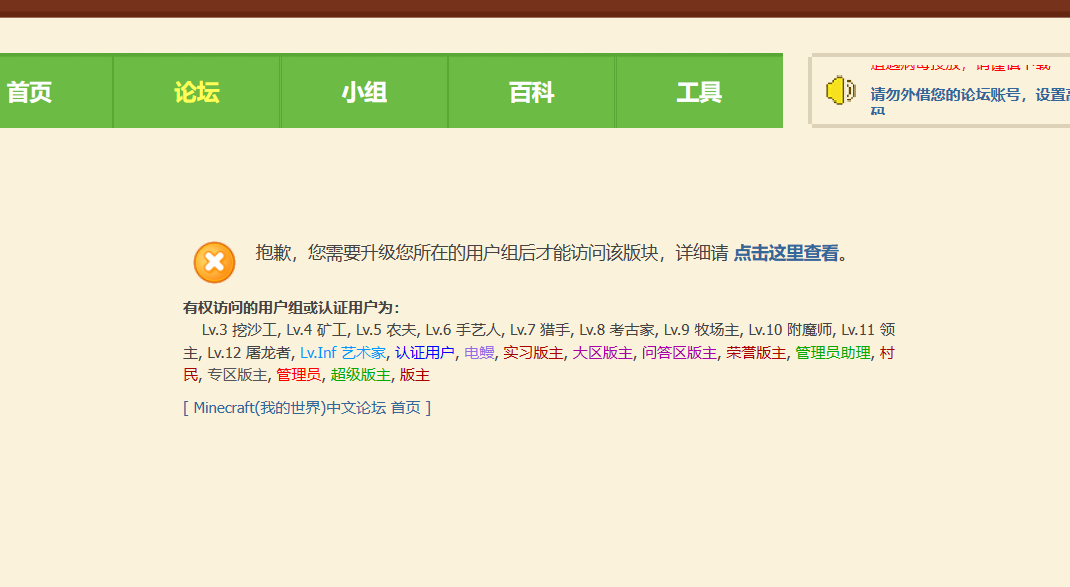 首页 论坛 小组 百科 工具
请勿外借您的论坛账号，设置高
抱歉，您需要升级您所在的用户组后才能访问该版块，详细请 点击这里查看。
有权访问的用户组或认证用户为：
Lv.3 挖沙工, Lv.4 矿工, Lv.5 农夫, Lv.6 手艺人, Lv.7 猎手, Lv.8 考古家, Lv.9 牧场主, Lv.10 附魔师, Lv.11 领
主, Lv.12 屠龙者, Lv.Inf 艺术家, 认证用户, 电鳗, 实习版主, 大区版主, 问答区版主, 荣誉版主, 管理员助理, 村
民, 专区版主, 管理员, 超级版主, 版主
[ Minecraft(我的世界)中文论坛 首页 ]